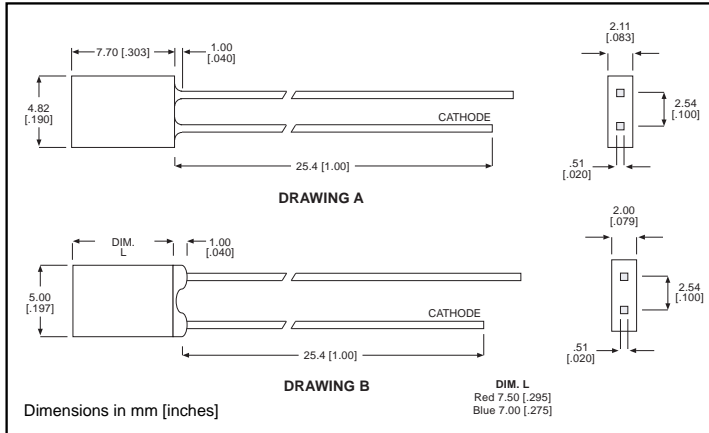 7.70 [.303]
1.00
[.040]
2.11
[.083]
4.82
[.190]
CATHODE
2.54
[.100]
25.4 [1.00]
.51
[.020]
DRAWING A
DIM.
L
1.00
[.040]
2.00
[.079]
5.00
[.197]
CATHODE
2.54
[.100]
25.4 [1.00]
.51
[.020]
DRAWING B
DIM. L
Red 7.50 [.295]
Blue 7.00 [.275]
Dimensions in mm [inches]